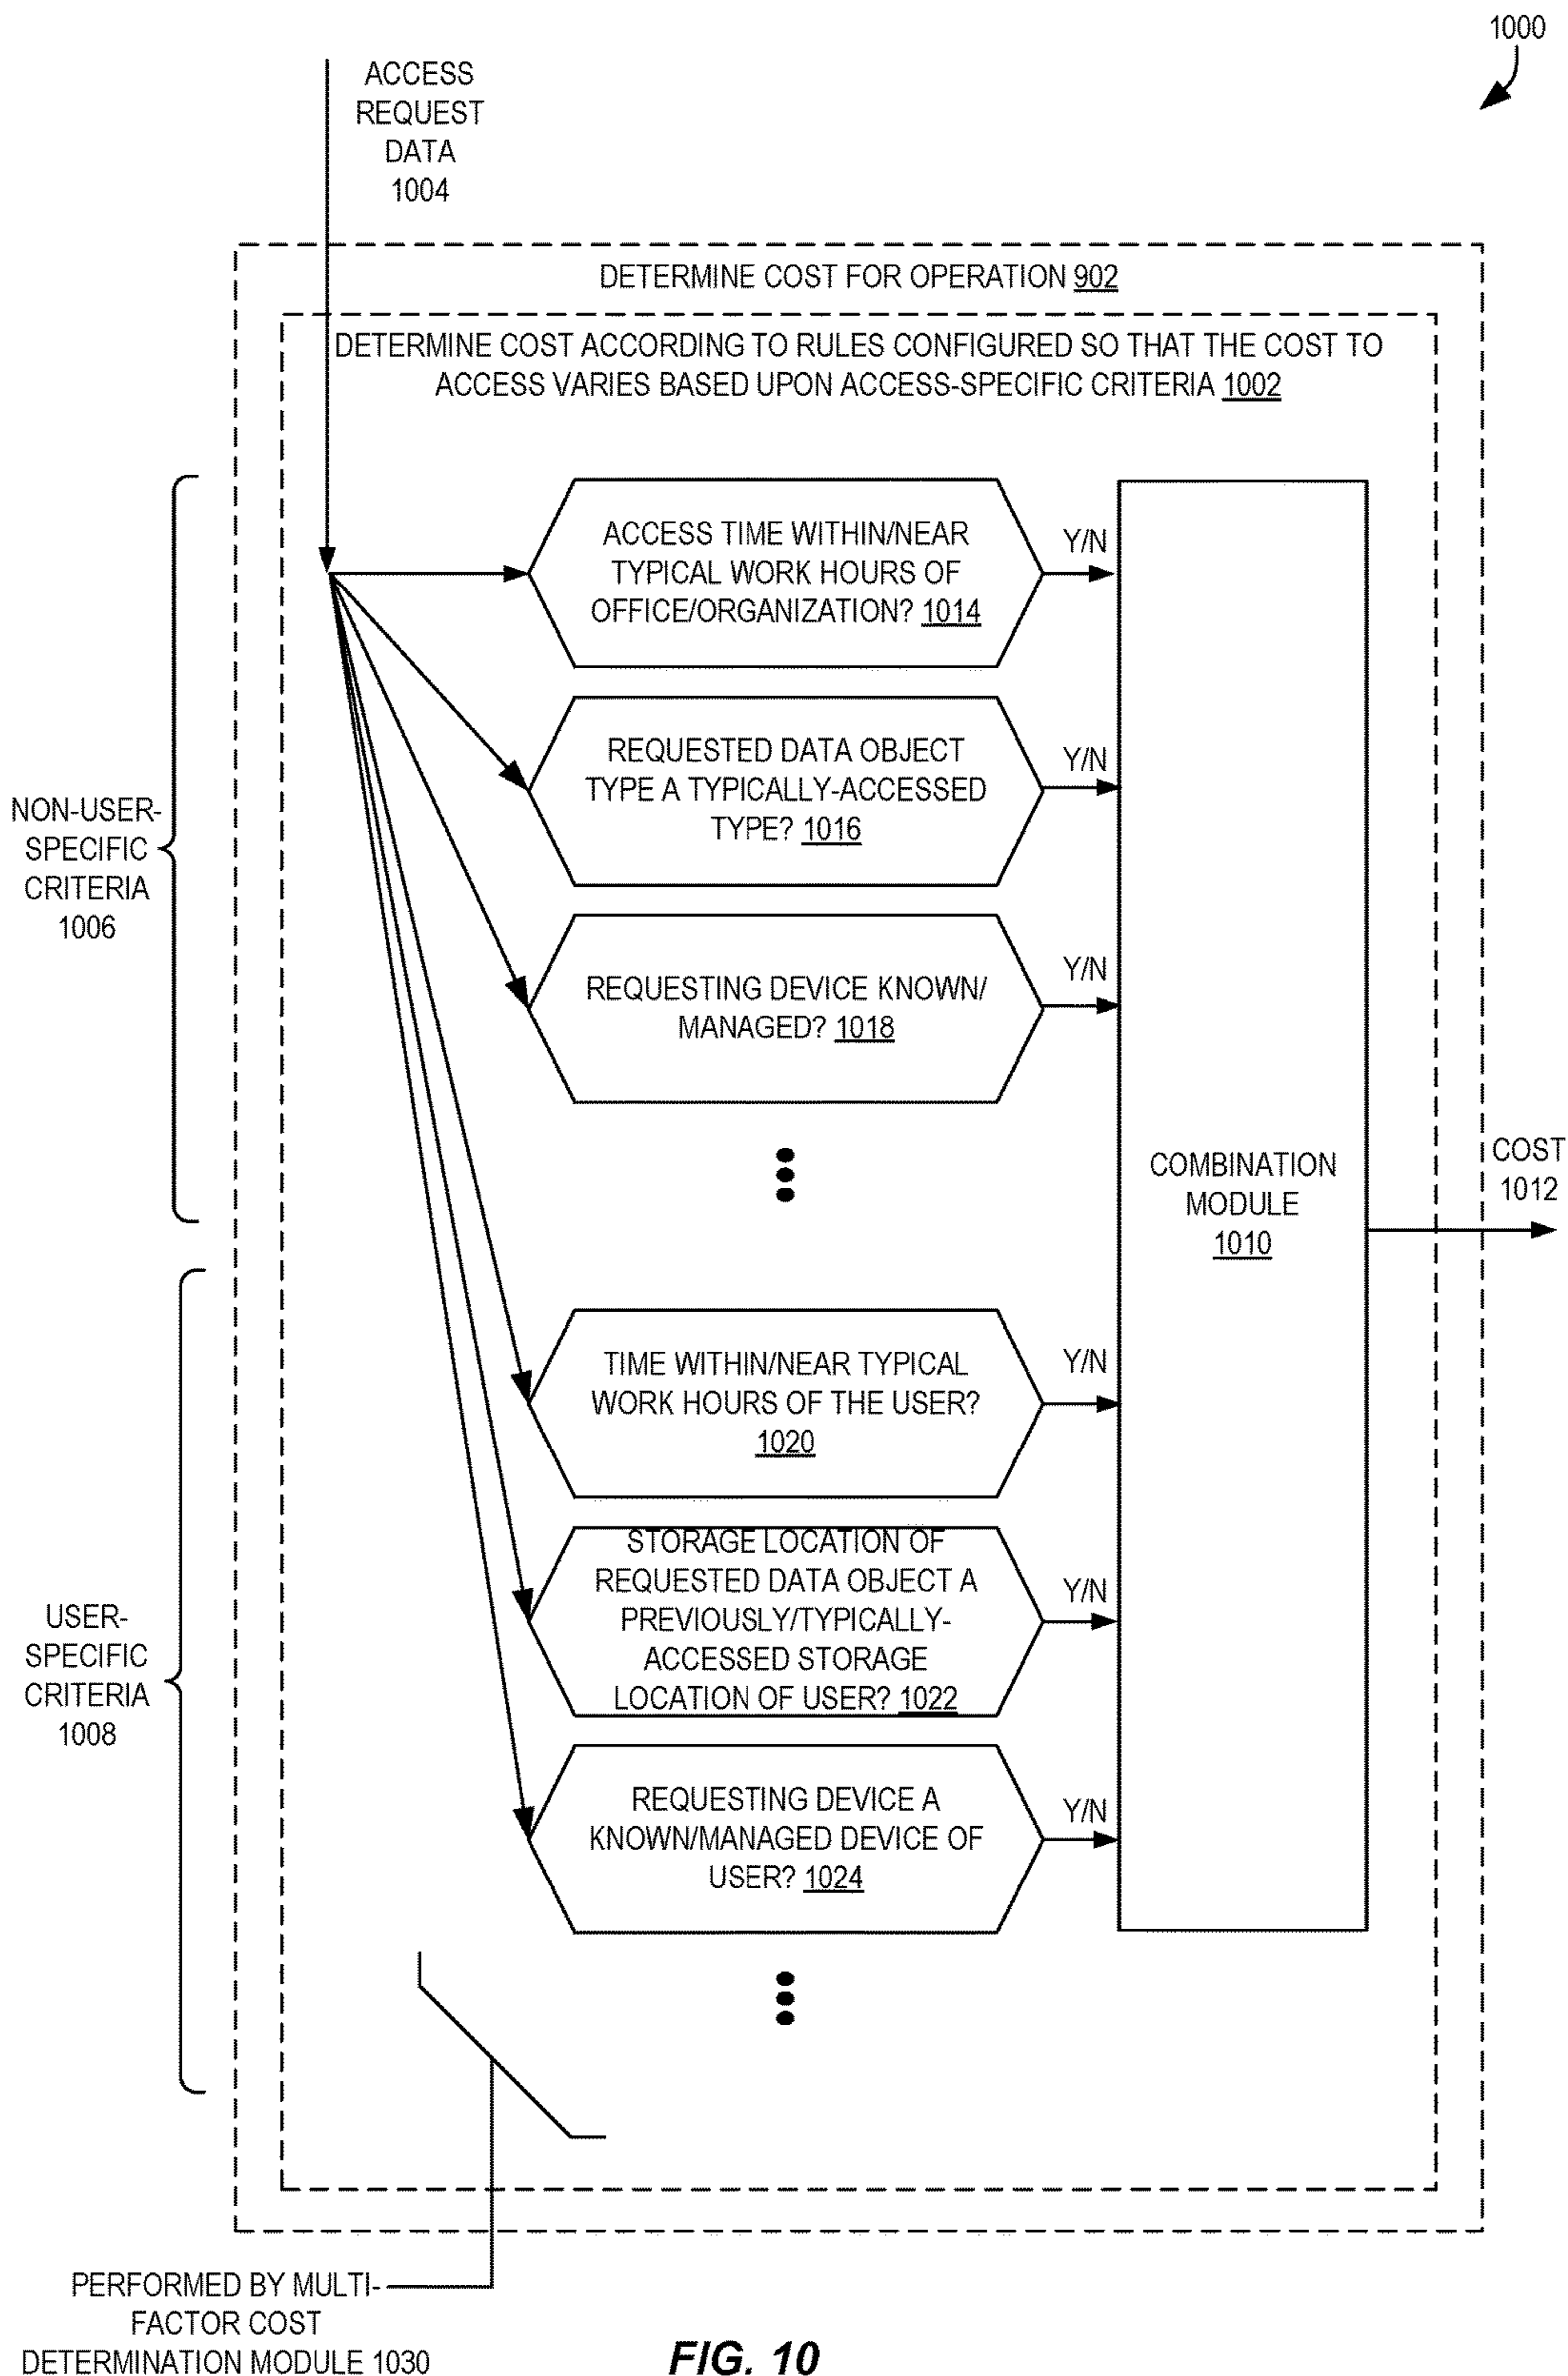 1000
ACCESS
REQUEST
DATA
1004
DETERMINE COST FOR OPERATION 902
DETERMINE COST ACCORDING TO RULES CONFIGURED SO THAT THE COST TO
ACCESS VARIES BASED UPON ACCESS-SPECIFIC CRITERIA 1002
NON-USER-
SPECIFIC
CRITERIA
1006
ACCESS TIME WITHIN/NEAR
TYPICAL WORK HOURS OF
OFFICE/ORGANIZATION? 1014
Y/N
REQUESTED DATA OBJECT
TYPE A TYPICALLY-ACCESSED
TYPE? 1016
Y/N
REQUESTING DEVICE KNOWN/
MANAGED? 1018
Y/N
COMBINATION
MODULE
1010
COST
1012
USER-
SPECIFIC
CRITERIA
1008
TIME WITHIN/NEAR TYPICAL
WORK HOURS OF THE USER?
1020
Y/N
STORAGE LOCATION OF
REQUESTED DATA OBJECT A
PREVIOUSLY/TYPICALLY-
ACCESSED STORAGE
LOCATION OF USER? 1022
Y/N
REQUESTING DEVICE A
KNOWN/MANAGED DEVICE OF
USER? 1024
Y/N
PERFORMED BY MULTI-
FACTOR COST
DETERMINATION MODULE 1030
FIG. 10